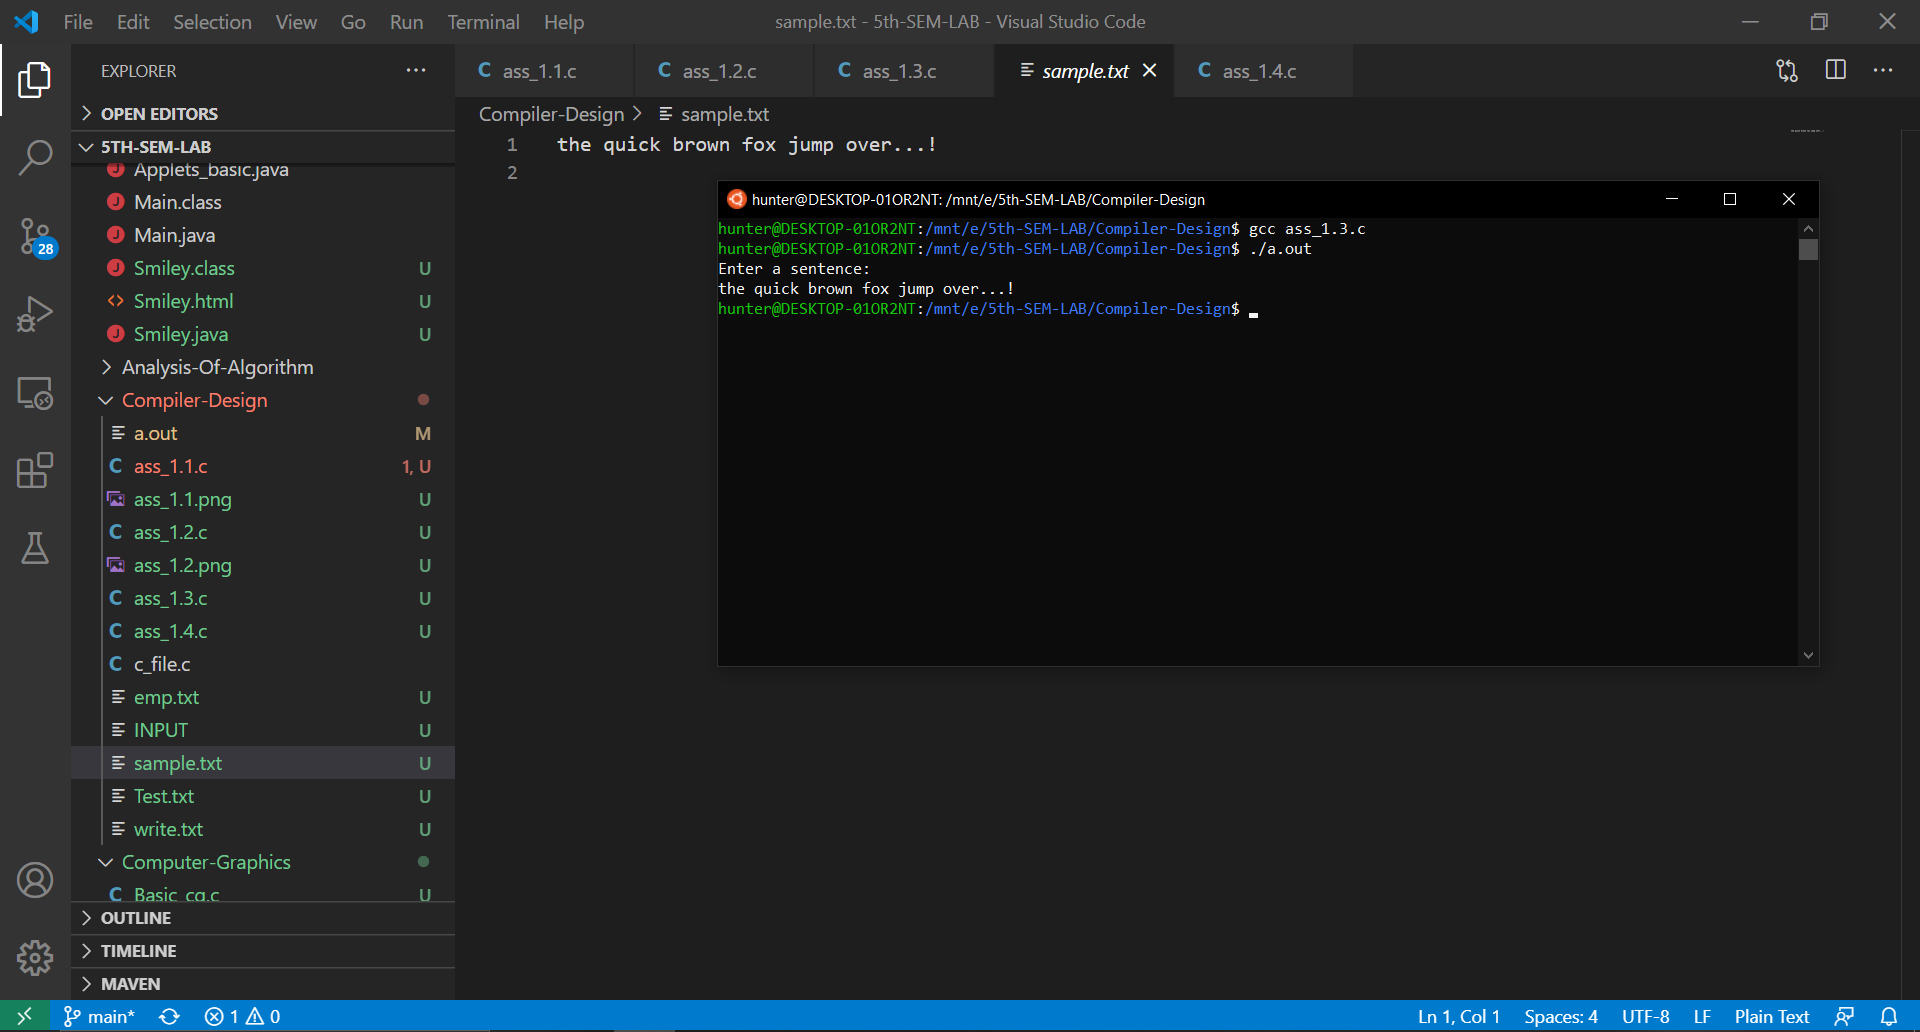 File Edit Selection View Go Run Terminal Help
sample.txt - 5th-SEM-LAB - Visual Studio Code
EXPLORER
ass_1.1.c
ass_1.2.c
ass_1.3.c
sample.txt
ass_1.4.c
OPEN EDITORS
Compiler-Design > sample.txt
5TH-SEM-LAB
1 the quick brown fox jump over...!
2
Applets_basic.java
Main.class
Main.java
Smiley.class U
Smiley.html U
Smiley.java U
Analysis-Of-Algorithm
Compiler-Design
a.out M
ass_1.1.c 1, U
ass_1.1.png U
ass_1.2.c U
ass_1.2.png U
ass_1.3.c U
ass_1.4.c U
c_file.c
emp.txt U
INPUT U
sample.txt U
Test.txt U
write.txt U
Computer-Graphics
Basic_cg.c U
OUTLINE
TIMELINE
MAVEN
28
hunter@DESKTOP-01OR2NT: /mnt/e/5th-SEM-LAB/Compiler-Design
hunter@DESKTOP-01OR2NT:/mnt/e/5th-SEM-LAB/Compiler-Design$ gcc ass_1.3.c
hunter@DESKTOP-01OR2NT:/mnt/e/5th-SEM-LAB/Compiler-Design$ ./a.out
Enter a sentence:
the quick brown fox jump over...!
hunter@DESKTOP-01OR2NT:/mnt/e/5th-SEM-LAB/Compiler-Design$
main* 1 0
Ln 1, Col 1 Spaces: 4 UTF-8 LF Plain Text